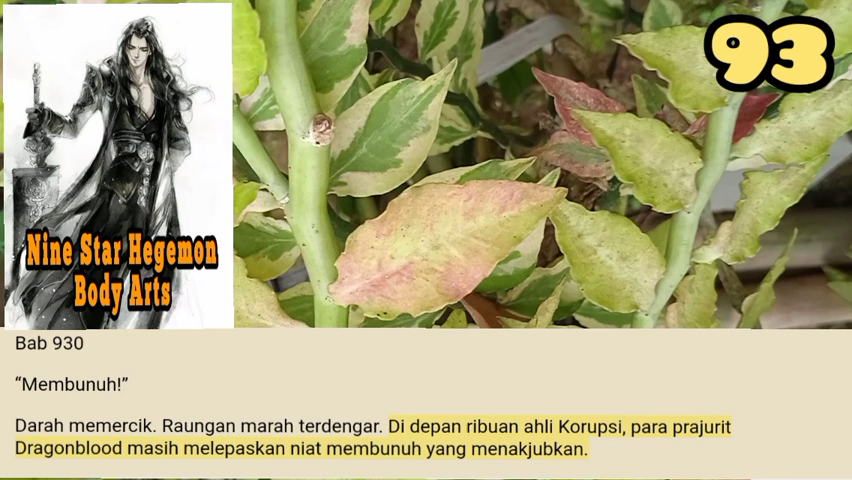 93
Nine Star Hegemon
Body Arts
Bab 930
“Membunuh!”
Darah memercik. Raungan marah terdengar. Di depan ribuan ahli Korupsi, para prajurit
Dragonblood masih melepaskan niat membunuh yang menakjubkan.